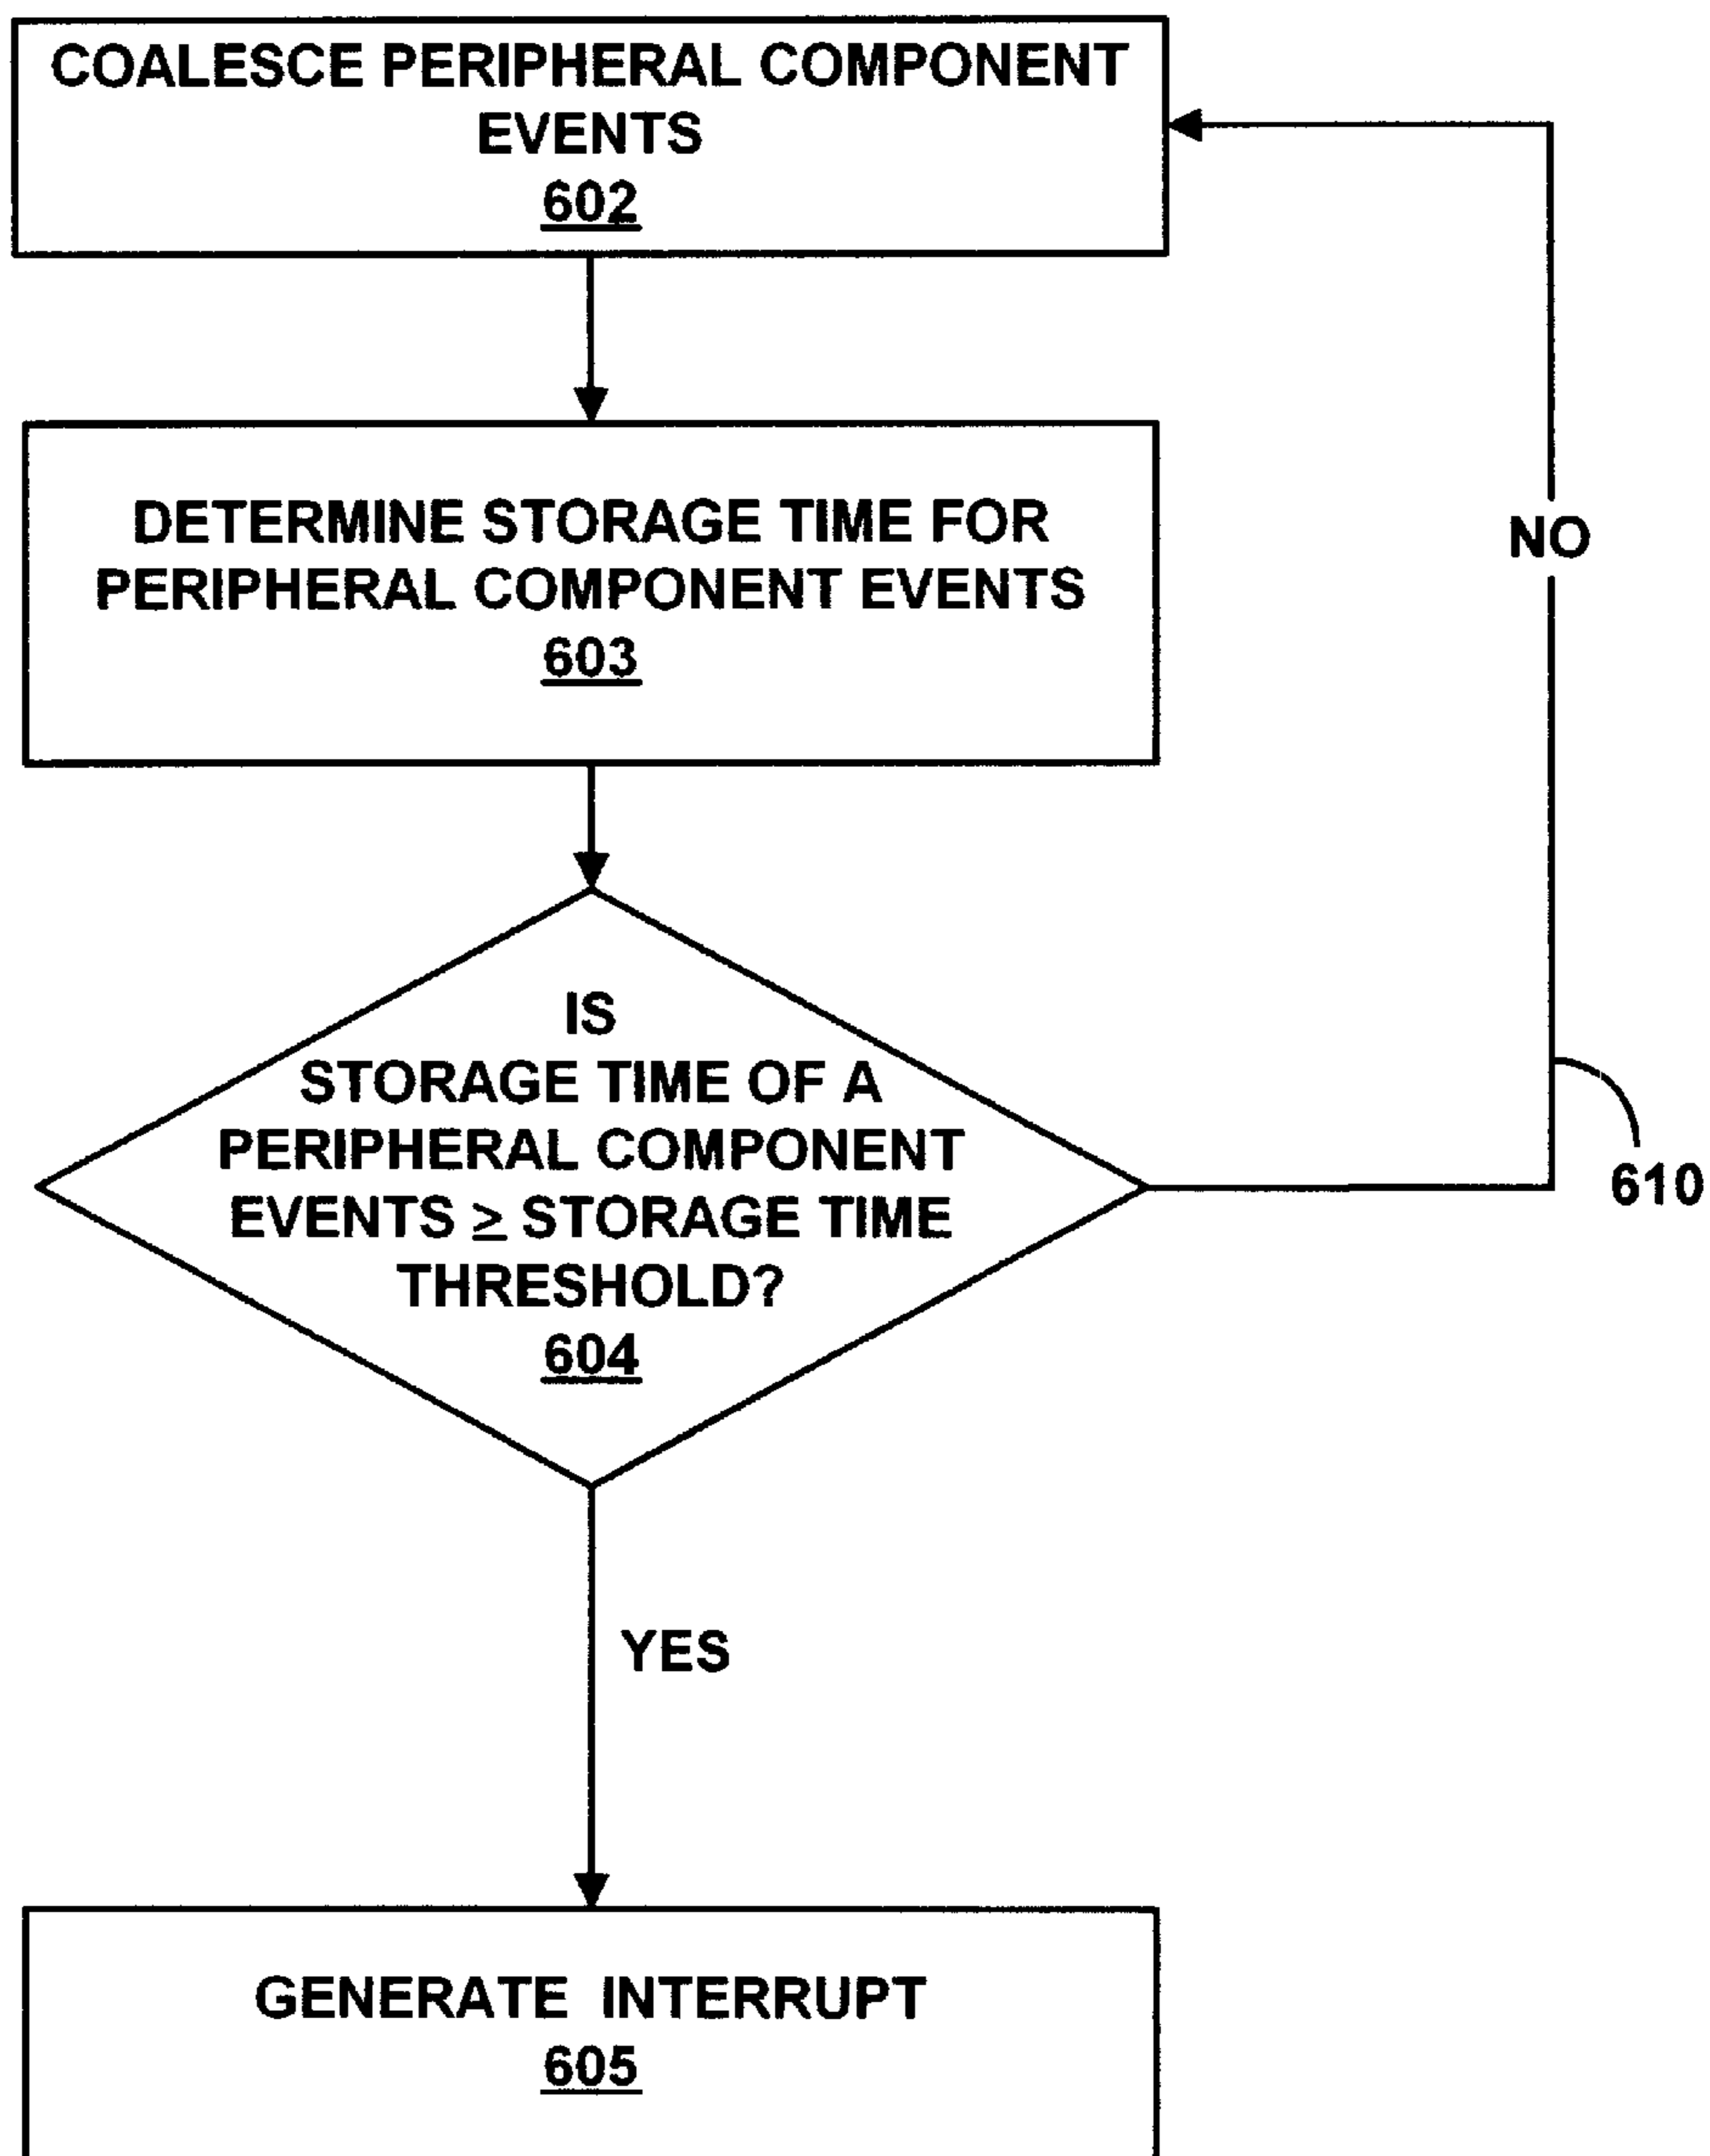 COALESCE PERIPHERAL COMPONENT
EVENTS
602
DETERMINE STORAGE TIME FOR
PERIPHERAL COMPONENT EVENTS
603
NO
IS
STORAGE TIME OF A
PERIPHERAL COMPONENT
EVENTS ≥ STORAGE TIME
THRESHOLD?
604
610
YES
GENERATE INTERRUPT
605